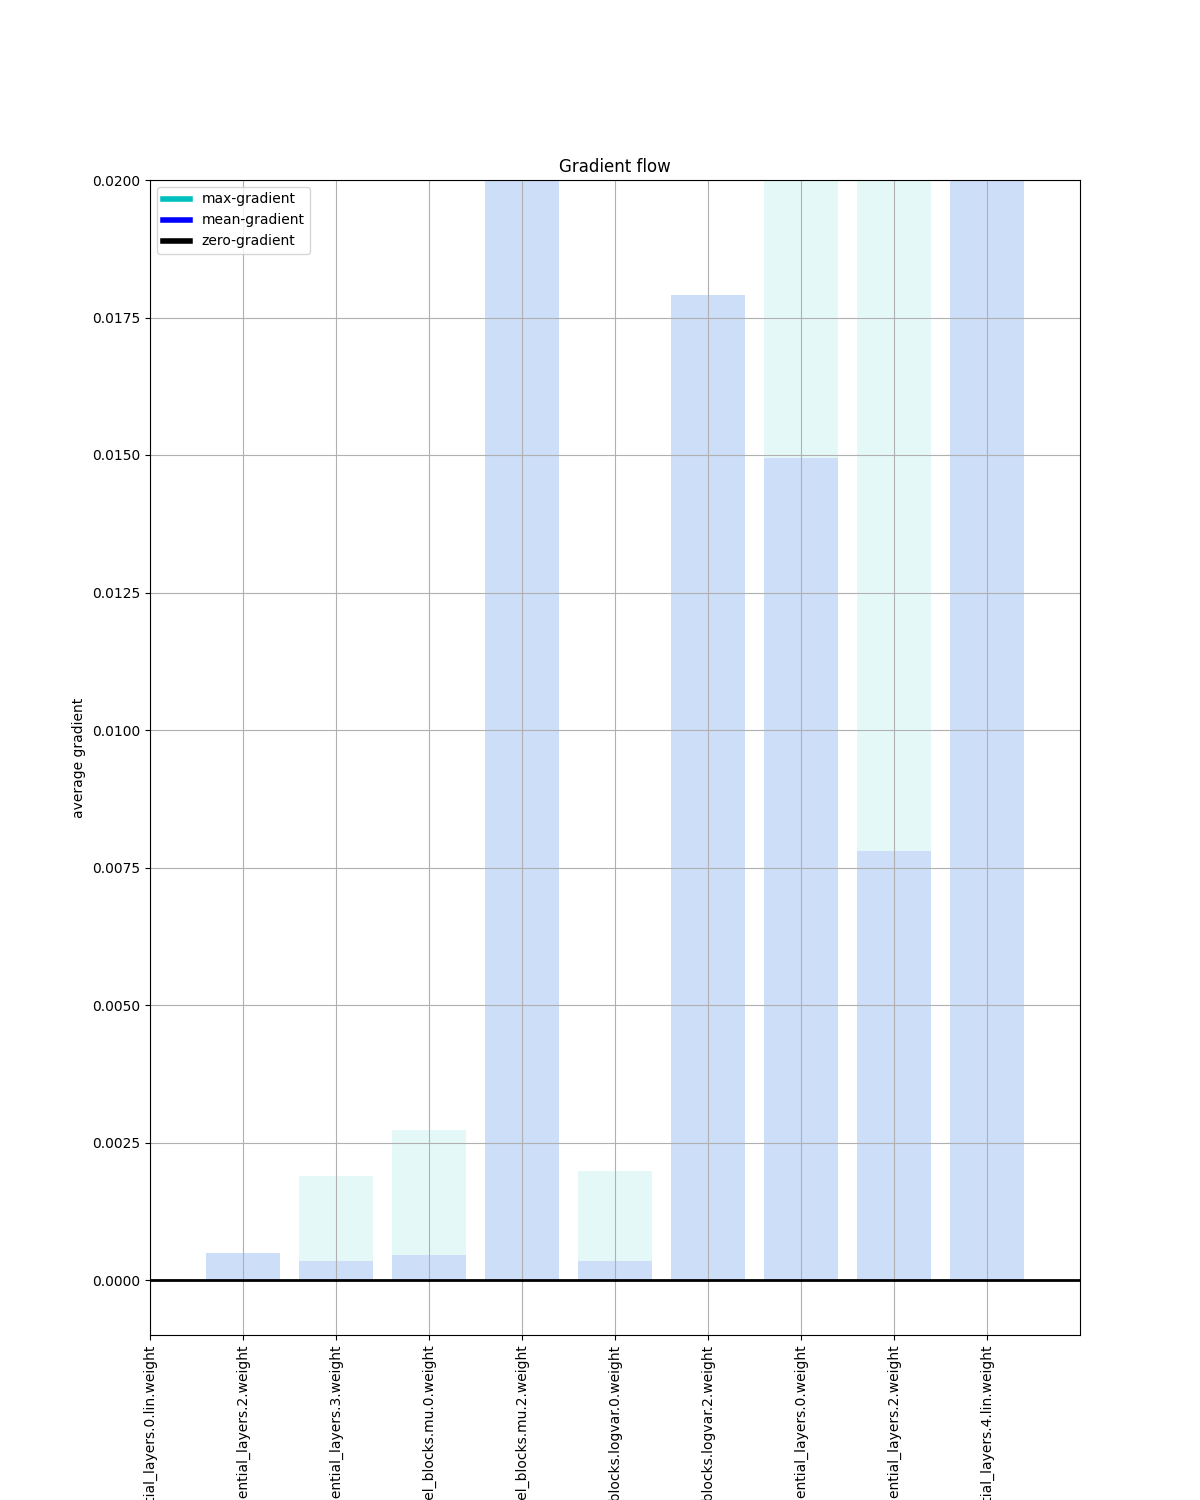 Gradient flow
max-gradient
mean-gradient
zero-gradient
0.0200
0.0175
0.0150
0.0125
0.0100
0.0075
0.0050
0.0025
0.0000
average gradient
tial_layers.0.lin.weight
ential_layers.2.weight
ential_layers.3.weight
el_blocks.mu.0.weight
el_blocks.mu.2.weight
blocks.logvar.0.weight
blocks.logvar.2.weight
ential_layers.0.weight
ential_layers.2.weight
tial_layers.4.lin.weight